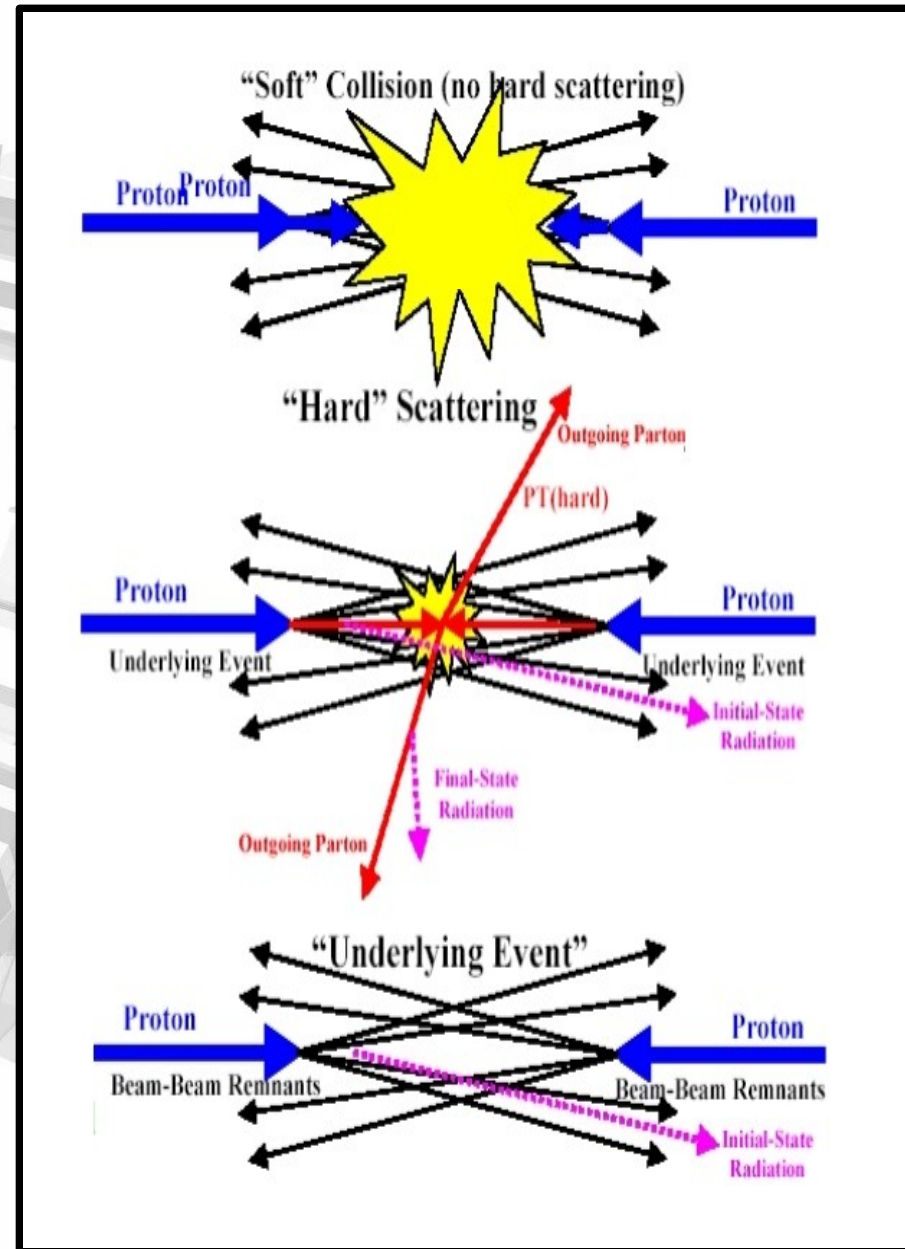 “Soft” Collision (no hard scattering)
Proton
Proton
Proton
“Hard” Scattering
Outgoing Parton
PT(hard)
Proton
Proton
Underlying Event
Underlying Event
Initial-State
Radiation
Final-State
Radiation
Outgoing Parton
“Underlying Event”
Proton
Proton
Beam-Beam Remnants
Beam-Beam Remnants
Initial-State
Radiation